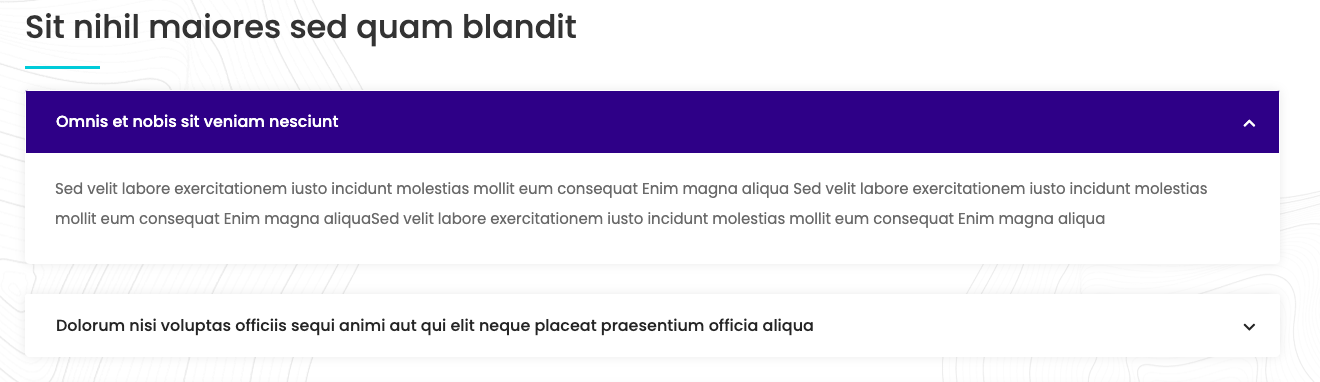 Sit nihil maiores sed quam blandit
Omnis et nobis sit veniam nesciunt
Sed velit labore exercitationem iusto incidunt molestias mollit eum consequat Enim magna aliqua Sed velit labore exercitationem iusto incidunt molestias
mollit eum consequat Enim magna aliquaSed velit labore exercitationem iusto incidunt molestias mollit eum consequat Enim magna aliqua
Dolorum nisi voluptas officiis sequi animi aut qui elit neque placeat praesentium officia aliqua